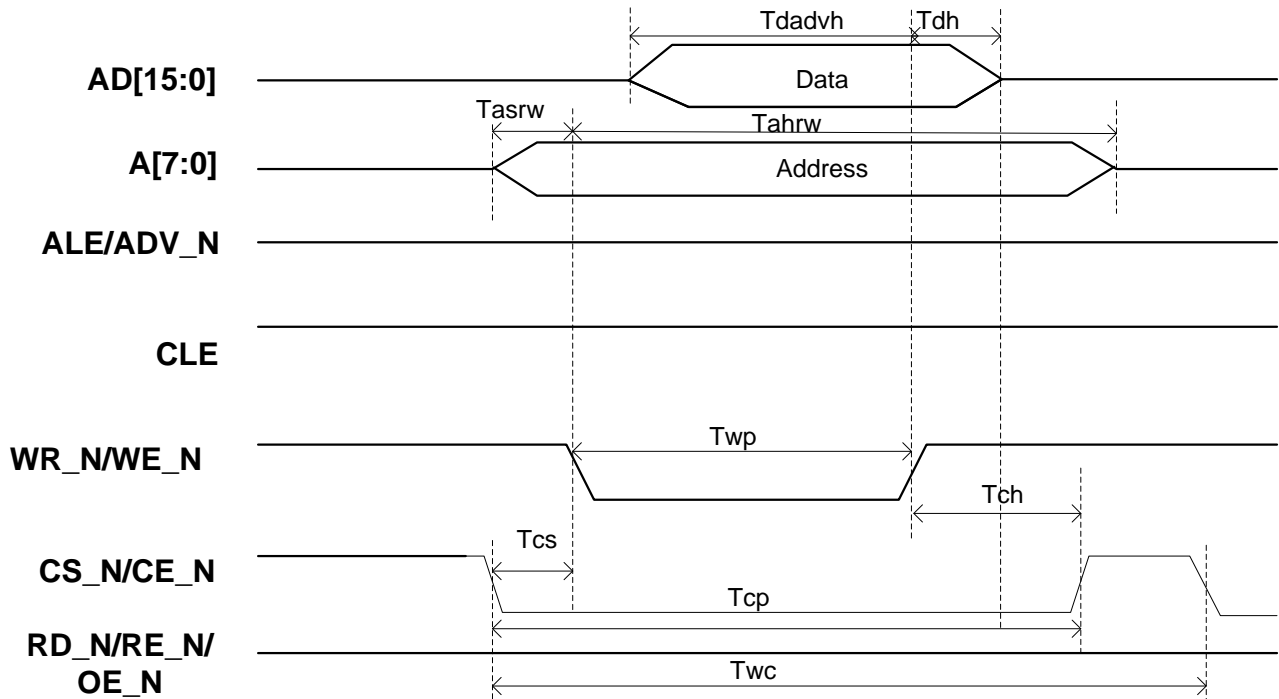 Tdadvh Tdh
AD[15:0] Data
Tasrw Tahrw
A[7:0] Address
ALE/ADV_N
CLE
WR_N/WE_N Twp
Tch
Tcs
CS_N/CE_N
Tcp
RD_N/RE_N/
OE_N Twc